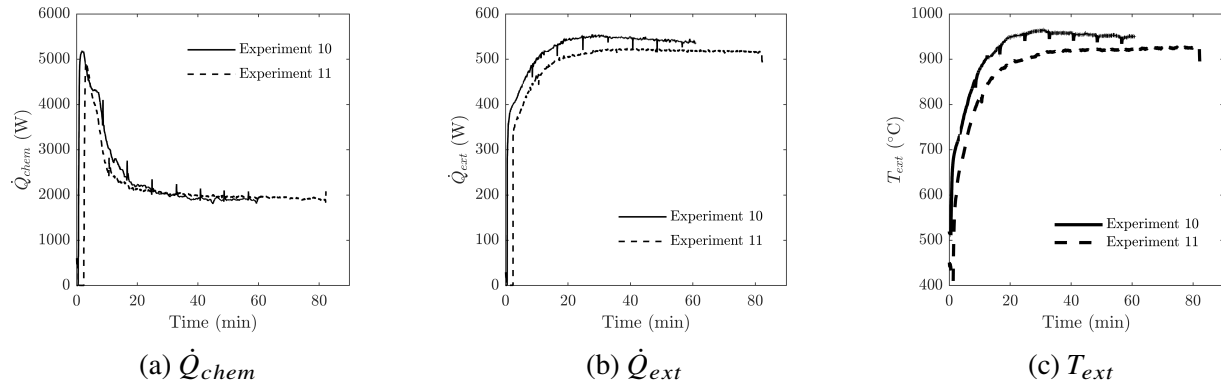 6000
5000
4000
3000
2000
1000
0
Q̇chem (W)
Experiment 10
Experiment 11
0 20 40 60 80
Time (min)
(a) Q̇chem
600
500
400
300
200
100
0
Q̇ext (W)
Experiment 10
Experiment 11
0 20 40 60 80
Time (min)
(b) Q̇ext
1000
900
800
700
600
500
400
Text (°C)
Experiment 10
Experiment 11
0 20 40 60 80
Time (min)
(c) Text